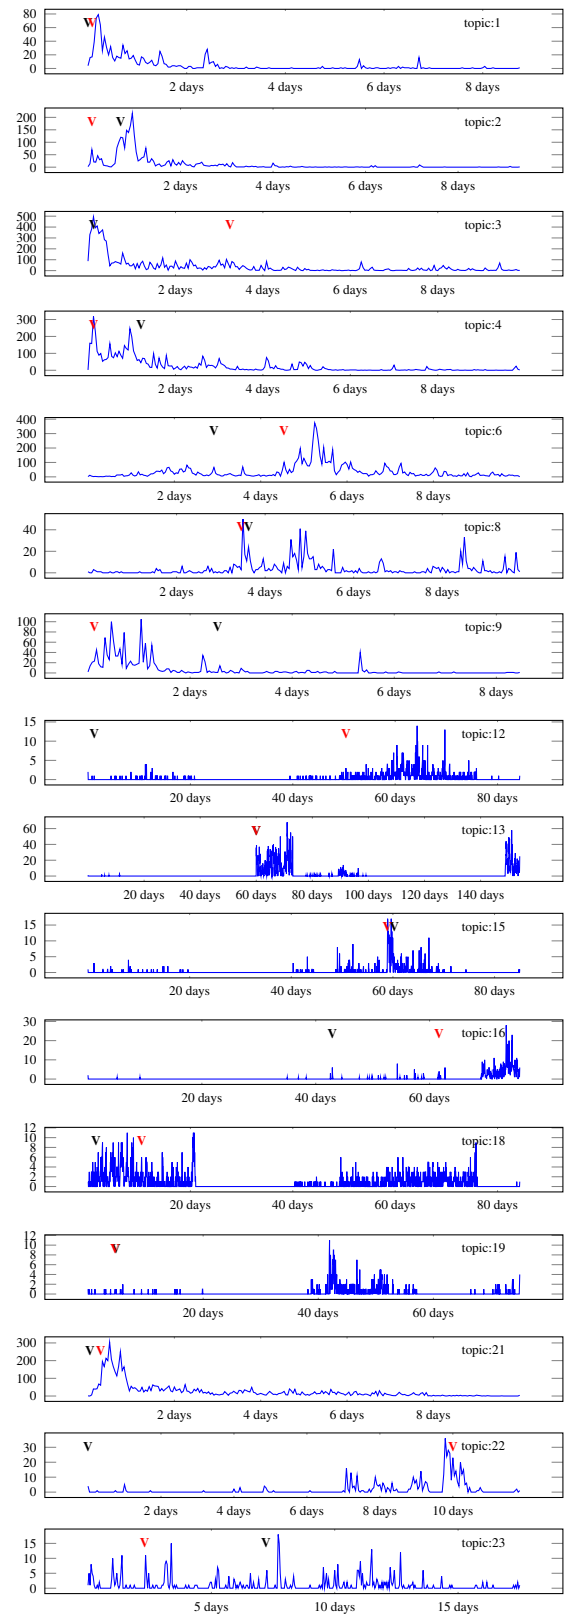 80 V V topic:1
60
40
20
0
2 days 4 days 6 days 8 days
200 V V topic:2
150
100
50
0
2 days 4 days 6 days 8 days
500 V V topic:3
400
300
200
100
0
2 days 4 days 6 days 8 days
300 V V topic:4
200
100
0
2 days 4 days 6 days 8 days
400 V V topic:6
300
200
100
0
2 days 4 days 6 days 8 days
40 V V topic:8
20
0
2 days 4 days 6 days 8 days
100 V V topic:9
80
60
40
20
0
2 days 4 days 6 days 8 days
15 V V topic:12
10
5
0
20 days 40 days 60 days 80 days
60 V V topic:13
40
20
0
20 days 40 days 60 days 80 days 100 days 120 days 140 days
15 V V topic:15
10
5
0
20 days 40 days 60 days 80 days
30 V V topic:16
20
10
0
20 days 40 days 60 days
12 V V topic:18
10
8
6
4
2
0
20 days 40 days 60 days 80 days
12 V V topic:19
10
8
6
4
2
0
20 days 40 days 60 days
300 V V topic:21
200
100
0
2 days 4 days 6 days 8 days
30 V V topic:22
20
10
0
2 days 4 days 6 days 8 days 10 days
15 V V topic:23
10
5
0
5 days 10 days 15 days